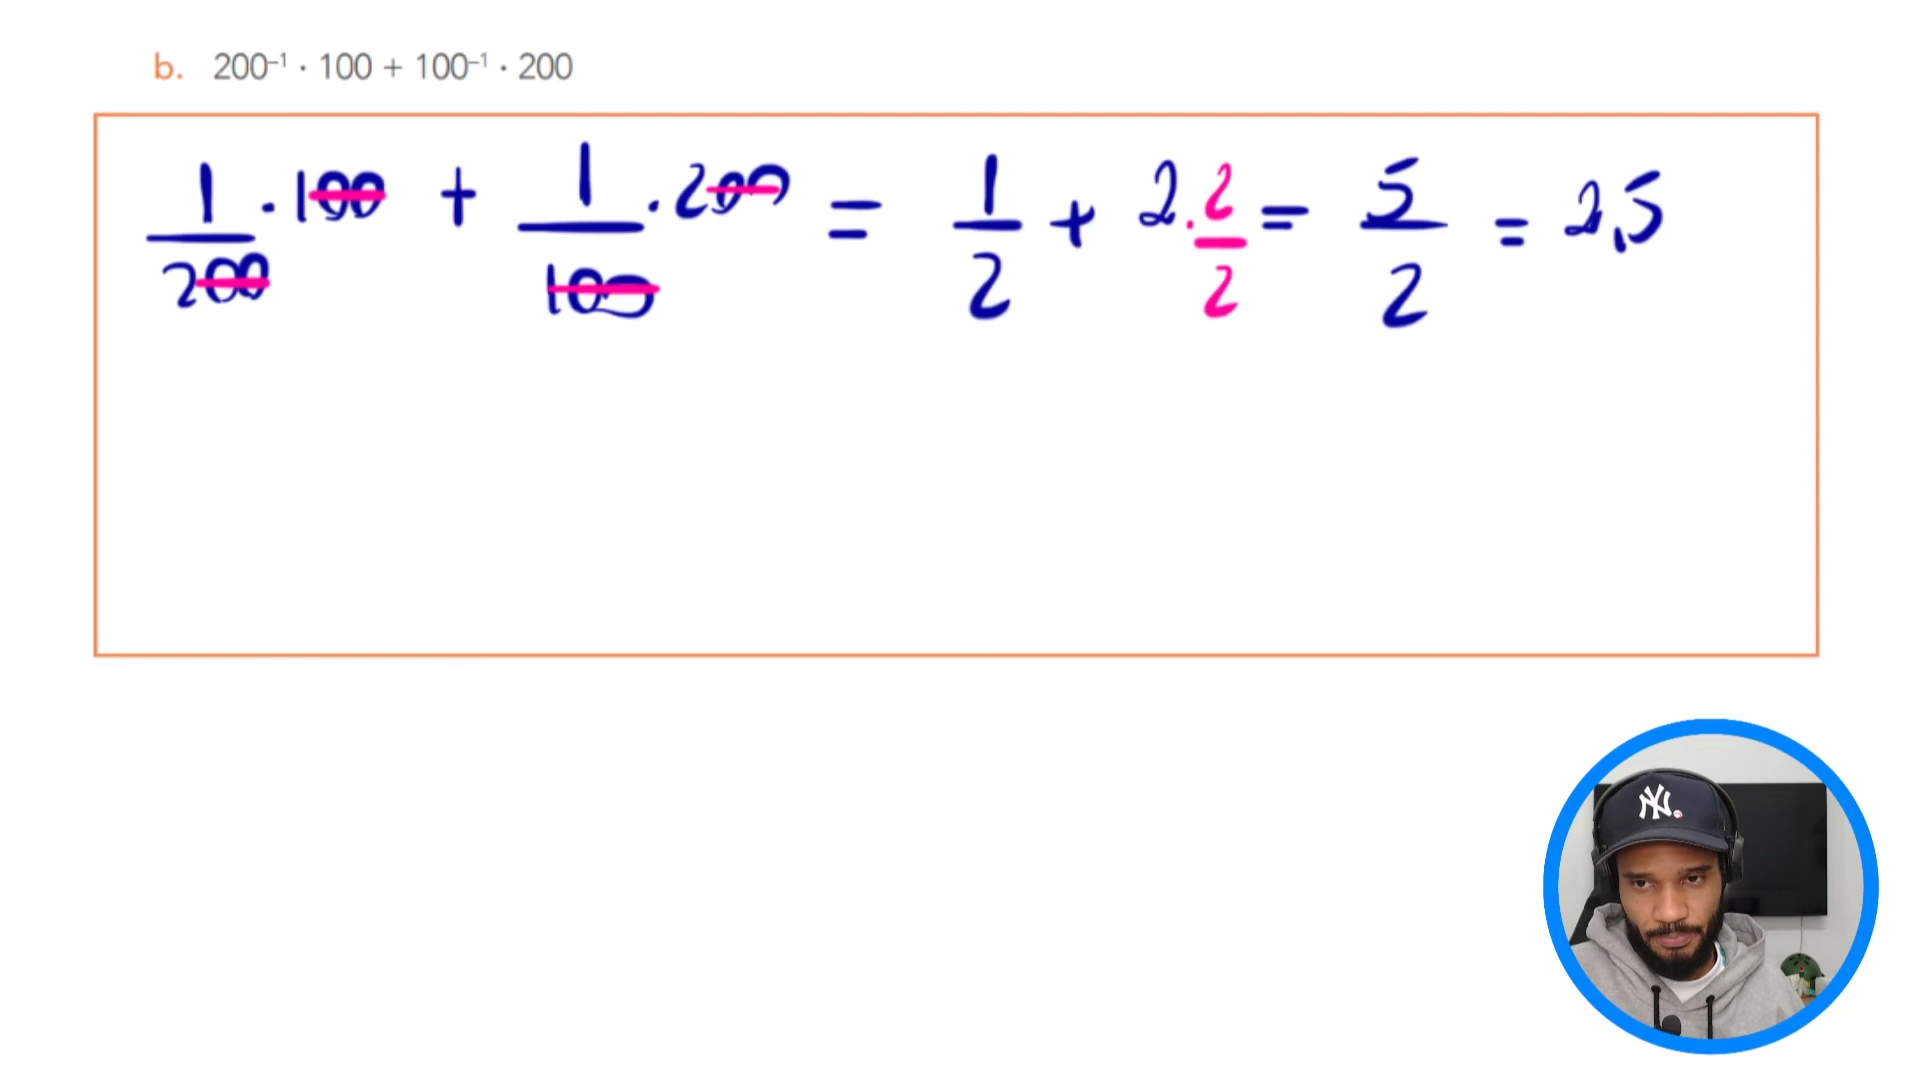 b. 200⁻¹ · 100 + 100⁻¹ · 200
1/200 · 100 + 1/100 · 200 = 1/2 + 2 · 2/2 = 5/2 = 2,5
NY